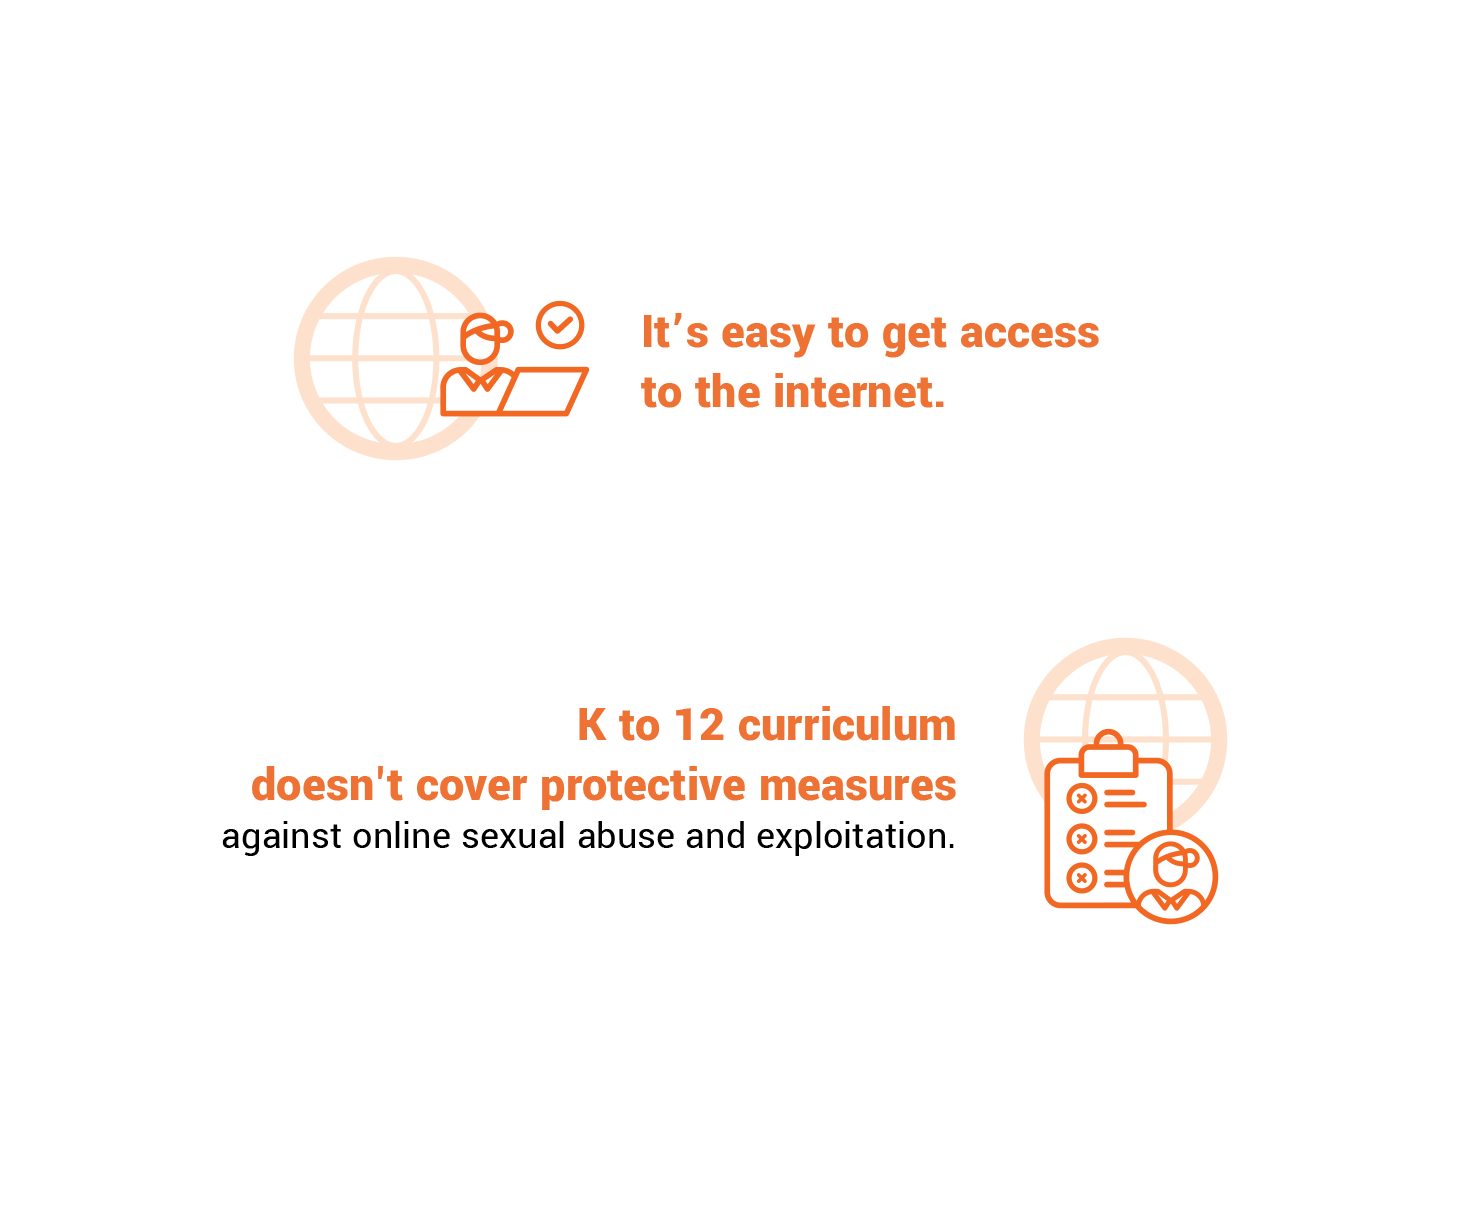 It’s easy to get access
to the internet.
K to 12 curriculum
doesn't cover protective measures
against online sexual abuse and exploitation.